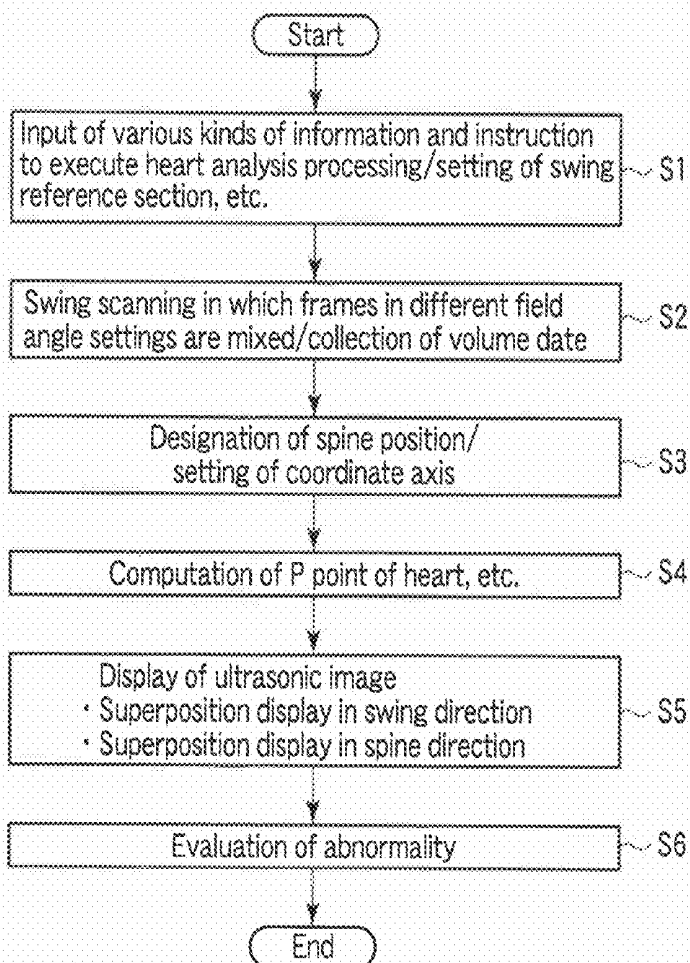 Start
Input of various kinds of information and instruction
to execute heart analysis processing/setting of swing
reference section, etc.
S1
Swing scanning in which frames in different field
angle settings are mixed/collection of volume date
S2
Designation of spine position/
setting of coordinate axis
S3
Computation of P point of heart, etc.
S4
Display of ultrasonic image
・Superposition display in swing direction
・Superposition display in spine direction
S5
Evaluation of abnormality
S6
End